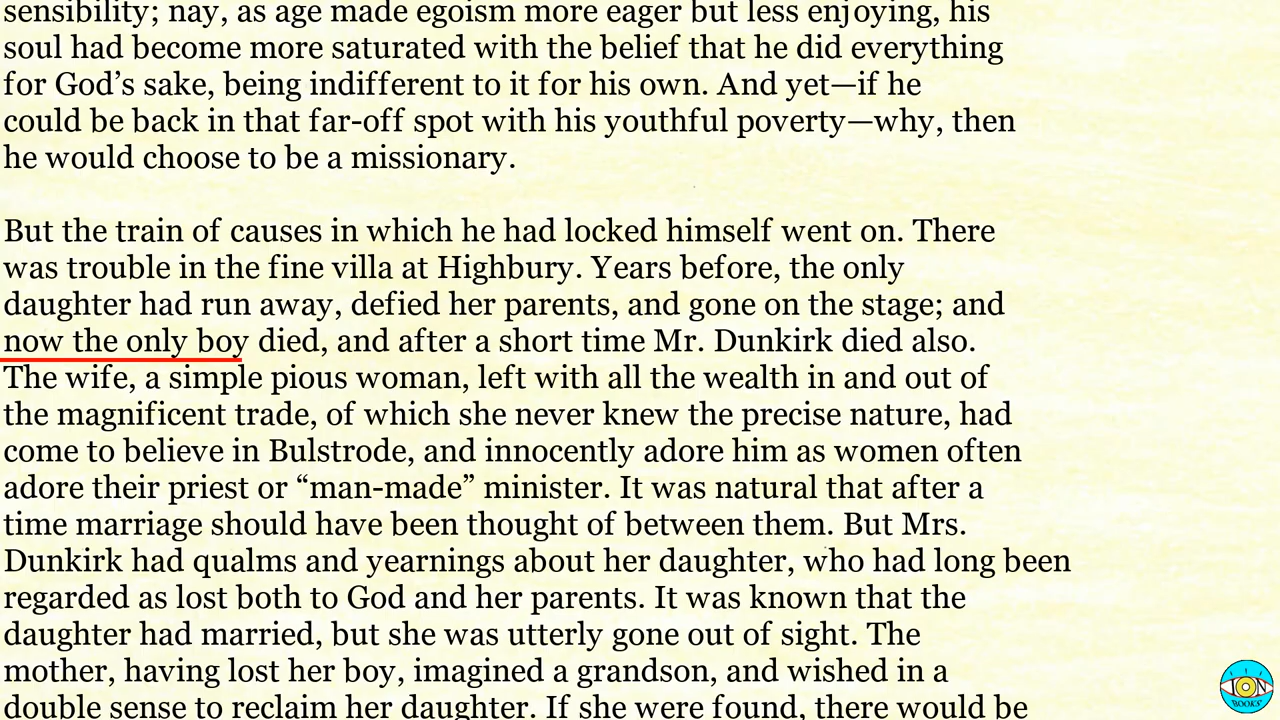 sensibility; nay, as age made egoism more eager but less enjoying, his
soul had become more saturated with the belief that he did everything
for God’s sake, being indifferent to it for his own. And yet—if he
could be back in that far-off spot with his youthful poverty—why, then
he would choose to be a missionary.
But the train of causes in which he had locked himself went on. There
was trouble in the fine villa at Highbury. Years before, the only
daughter had run away, defied her parents, and gone on the stage; and
now the only boy died, and after a short time Mr. Dunkirk died also.
The wife, a simple pious woman, left with all the wealth in and out of
the magnificent trade, of which she never knew the precise nature, had
come to believe in Bulstrode, and innocently adore him as women often
adore their priest or “man-made” minister. It was natural that after a
time marriage should have been thought of between them. But Mrs.
Dunkirk had qualms and yearnings about her daughter, who had long been
regarded as lost both to God and her parents. It was known that the
daughter had married, but she was utterly gone out of sight. The
mother, having lost her boy, imagined a grandson, and wished in a
double sense to reclaim her daughter. If she were found, there would be
ION
BOOKS